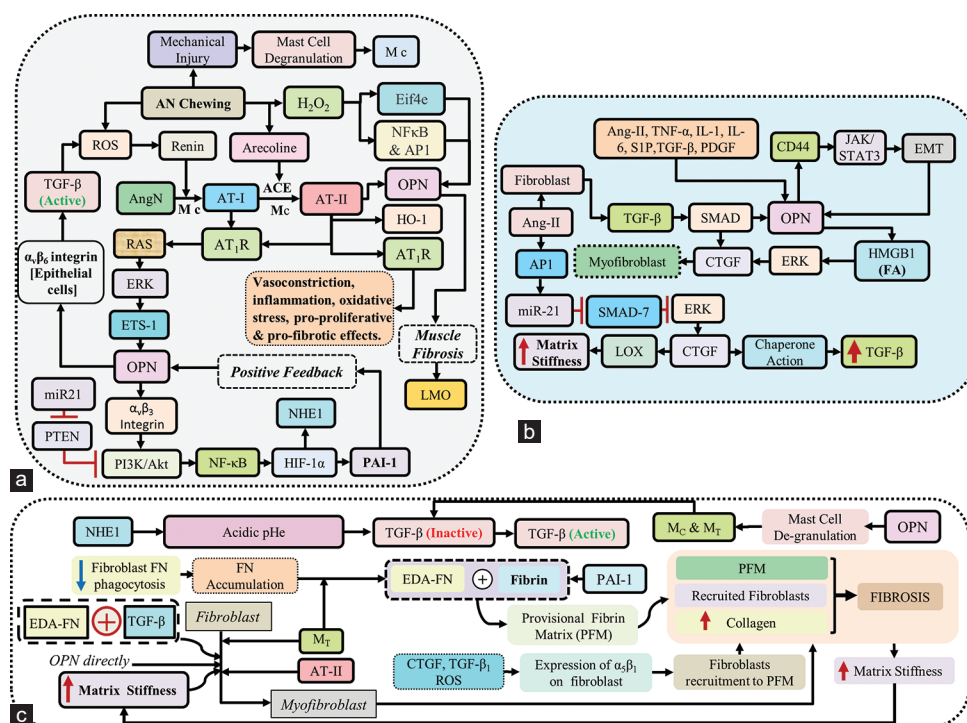 Mechanical
Injury
Mast Cell
Degranulation
M c
AN Chewing
H₂O₂
Eif4e
NFκB
& AP1
ROS
Renin
Arecoline
TGF-β
(Active)
AngN
M c
AT-I
ACE
Mc
AT-II
OPN
HO-1
RAS
AT₁R
AT₁R
αᵥβ₆ integrin
[Epithelial
cells]
ERK
Vasoconstriction,
inflammation, oxidative
stress, pro-proliferative
& pro-fibrotic effects.
ETS-1
Muscle
Fibrosis
OPN
Positive Feedback
LMO
miR21
αᵥβ₃
Integrin
NHE1
PTEN
PI3K/Akt
NF-κB
HIF-1α
PAI-1
a
Ang-II, TNF-α, IL-1, IL-
6, S1P,TGF-β, PDGF
CD44
JAK/
STAT3
EMT
Fibroblast
Ang-II
TGF-β
SMAD
OPN
AP1
Myofibroblast
CTGF
ERK
HMGB1
(FA)
miR-21
SMAD-7
ERK
Matrix
Stiffness
LOX
CTGF
Chaperone
Action
TGF-β
b
NHE1
Acidic pHe
TGF-β (Inactive)
TGF-β (Active)
M_C & M_T
Mast Cell
De-granulation
OPN
Fibroblast FN
phagocytosis
FN
Accumulation
EDA-FN
+
Fibrin
PAI-1
PFM
Recruited Fibroblasts
Collagen
FIBROSIS
EDA-FN
+
TGF-β
Fibroblast
M_T
Provisional Fibrin
Matrix (PFM)
OPN directly
AT-II
Matrix Stiffness
CTGF, TGF-β₁
ROS
Expression of α₅β₁
on fibroblast
Fibroblasts
recruitment to PFM
Matrix Stiffness
Myofibroblast
c